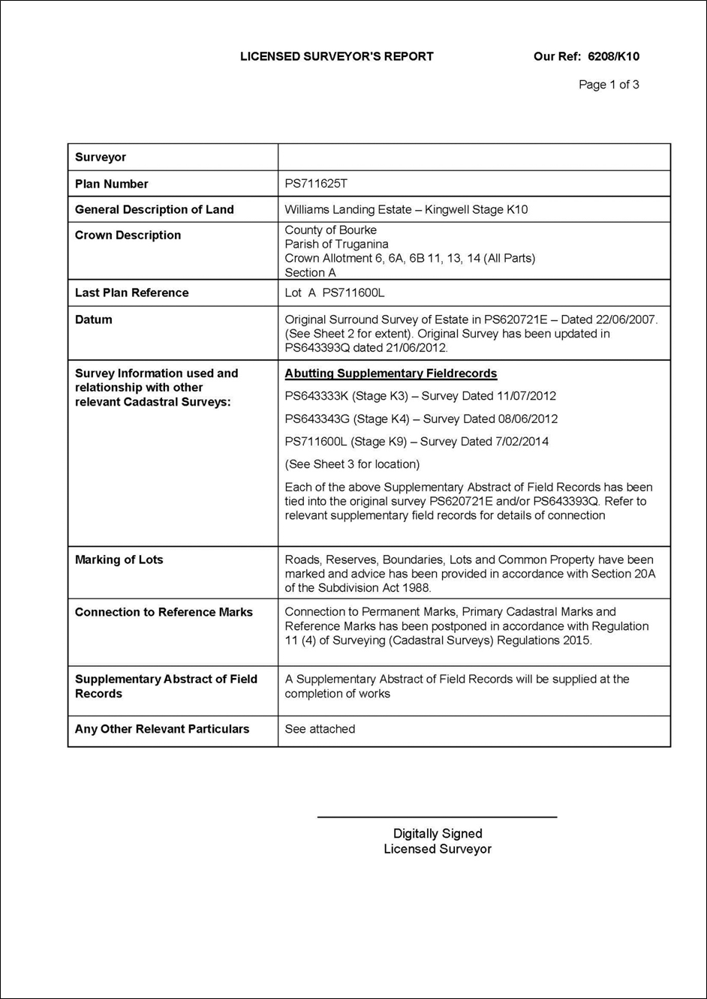 LICENSED SURVEYOR'S REPORT Our Ref: 6208/K10
Page 1 of 3
Surveyor
Plan Number PS711625T
General Description of Land Williams Landing Estate – Kingwell Stage K10
Crown Description
County of Bourke
Parish of Truganina
Crown Allotment 6, 6A, 6B 11, 13, 14 (All Parts)
Section A
Last Plan Reference Lot A PS711600L
Datum
Original Surround Survey of Estate in PS620721E – Dated 22/06/2007.
(See Sheet 2 for extent). Original Survey has been updated in
PS643393Q dated 21/06/2012.
Survey Information used and
relationship with other
relevant Cadastral Surveys:
Abutting Supplementary Fieldrecords
PS643333K (Stage K3) – Survey Dated 11/07/2012
PS643343G (Stage K4) – Survey Dated 08/06/2012
PS711600L (Stage K9) – Survey Dated 7/02/2014
(See Sheet 3 for location)
Each of the above Supplementary Abstract of Field Records has been
tied into the original survey PS620721E and/or PS643393Q. Refer to
relevant supplementary field records for details of connection
Marking of Lots
Roads, Reserves, Boundaries, Lots and Common Property have been
marked and advice has been provided in accordance with Section 20A
of the Subdivision Act 1988.
Connection to Reference Marks
Connection to Permanent Marks, Primary Cadastral Marks and
Reference Marks has been postponed in accordance with Regulation
11 (4) of Surveying (Cadastral Surveys) Regulations 2015.
Supplementary Abstract of Field
Records
A Supplementary Abstract of Field Records will be supplied at the
completion of works
Any Other Relevant Particulars See attached
Digitally Signed
Licensed Surveyor